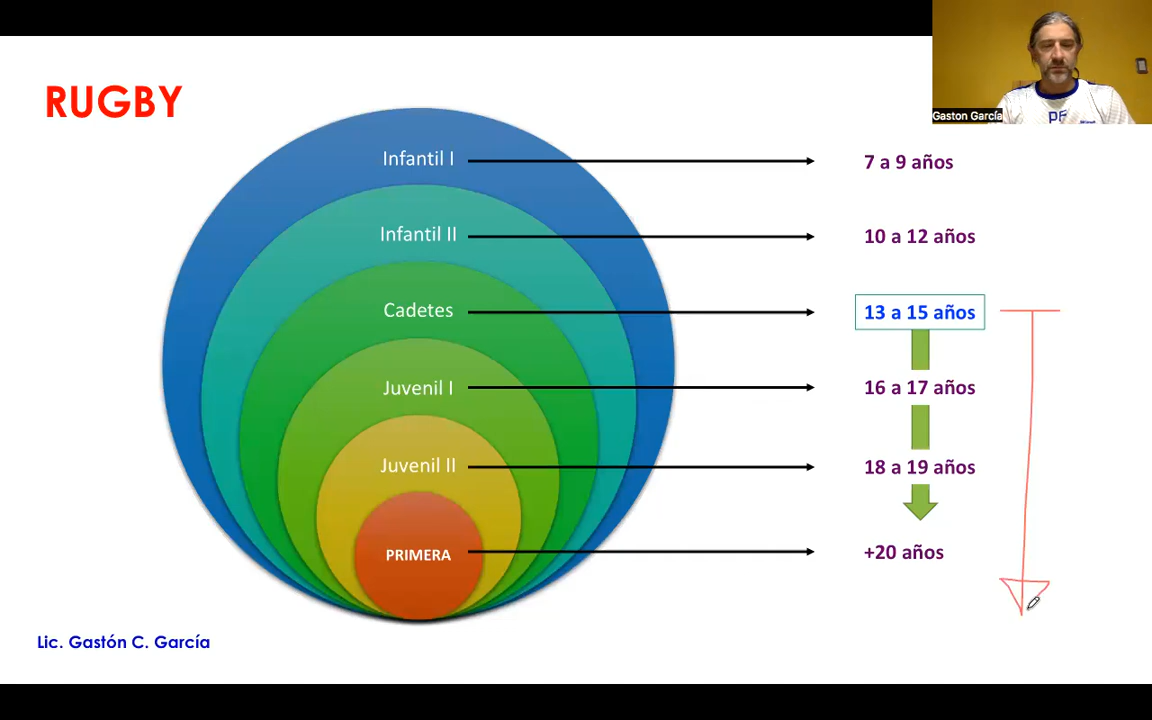 RUGBY
Gaston García
Infantil I
7 a 9 años
Infantil II
10 a 12 años
Cadetes
13 a 15 años
Juvenil I
16 a 17 años
Juvenil II
18 a 19 años
PRIMERA
+20 años
Lic. Gastón C. García